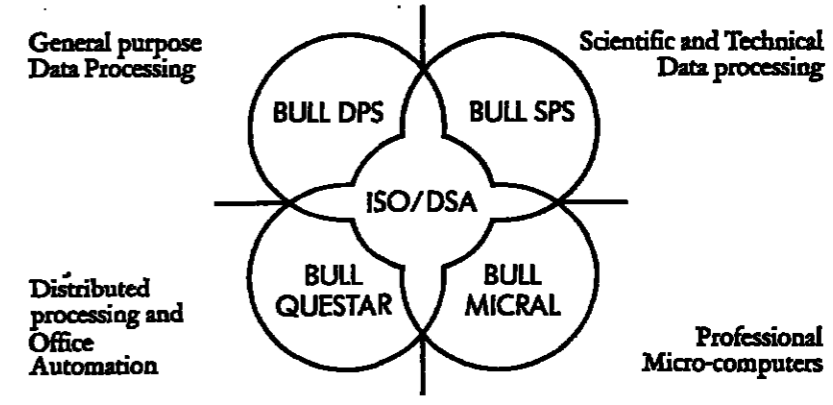 General purpose
Data Processing
Scientific and Technical
Data processing
BULL DPS
BULL SPS
ISO/DSA
BULL
QUESTAR
BULL
MICRAL
Distributed
processing and
Office
Automation
Professional
Micro-computers